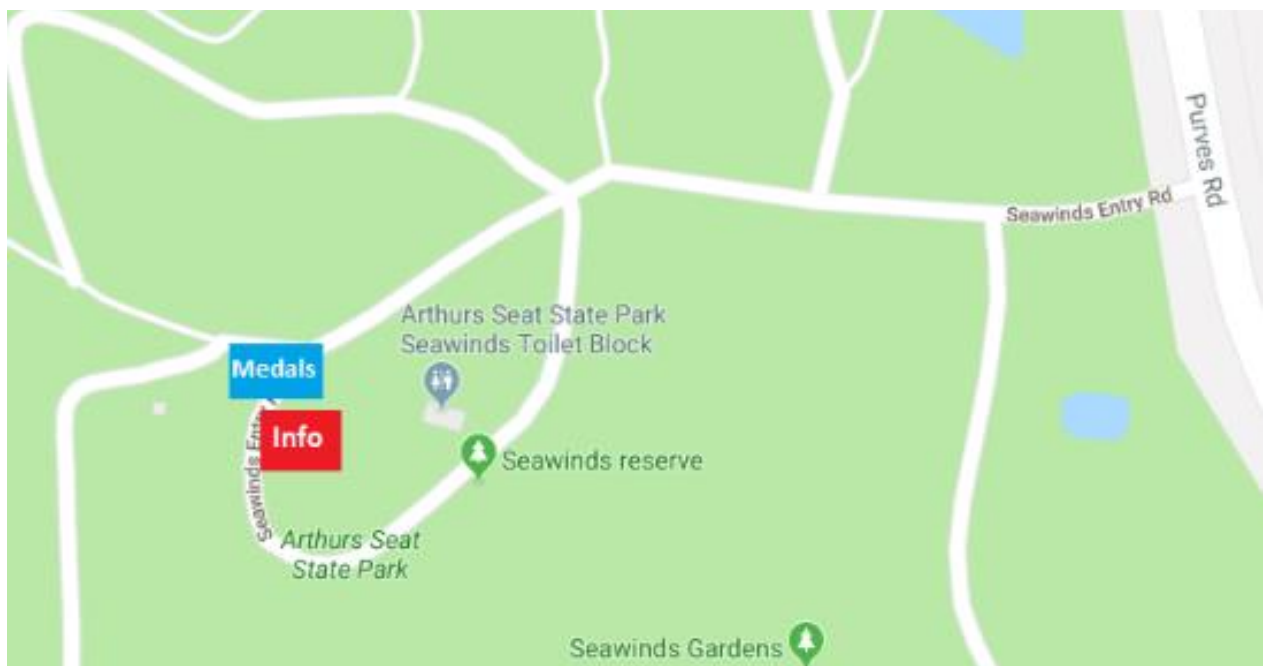 Purves Rd
Seawinds Entry Rd
Arthurs Seat State Park
Seawinds Toilet Block
Medals
Info
Seawinds Entry
Seawinds reserve
Arthurs Seat
State Park
Seawinds Gardens